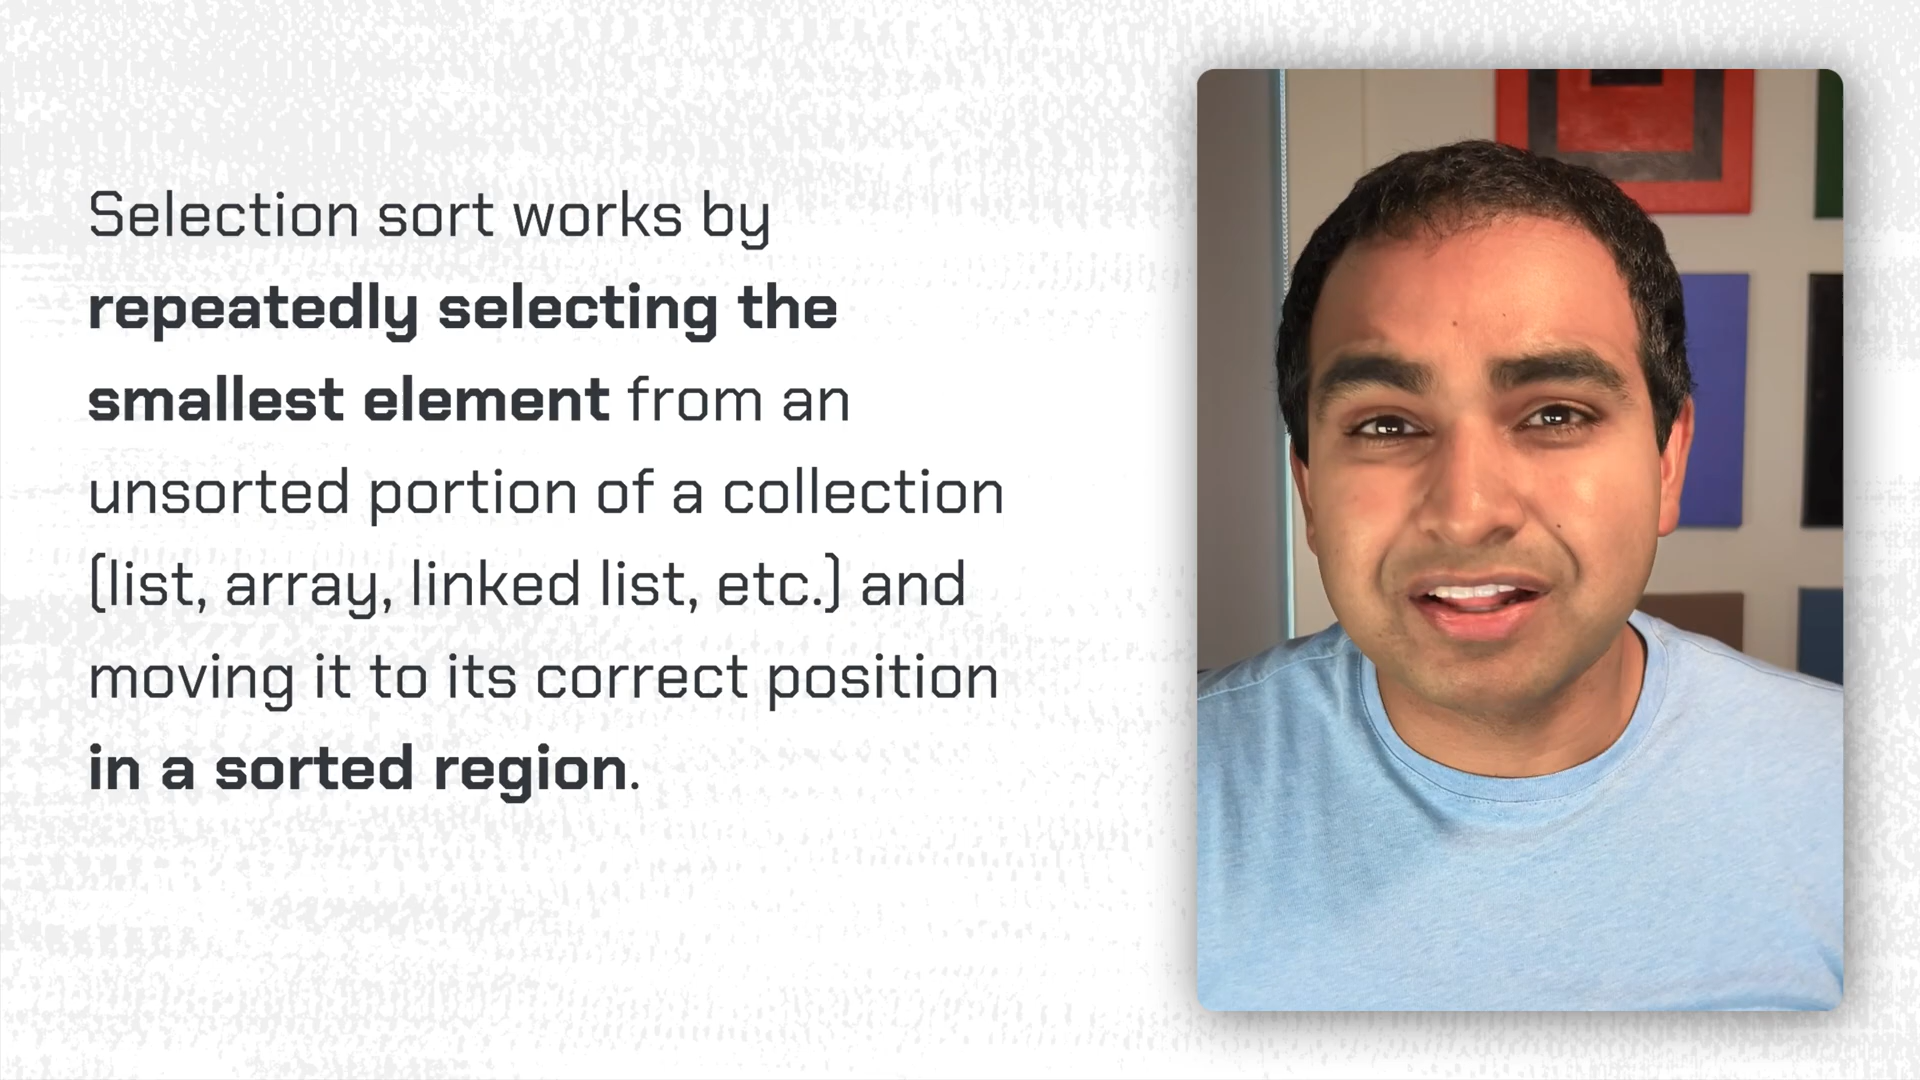 Selection sort works by
repeatedly selecting the
smallest element from an
unsorted portion of a collection
(list, array, linked list, etc.) and
moving it to its correct position
in a sorted region.